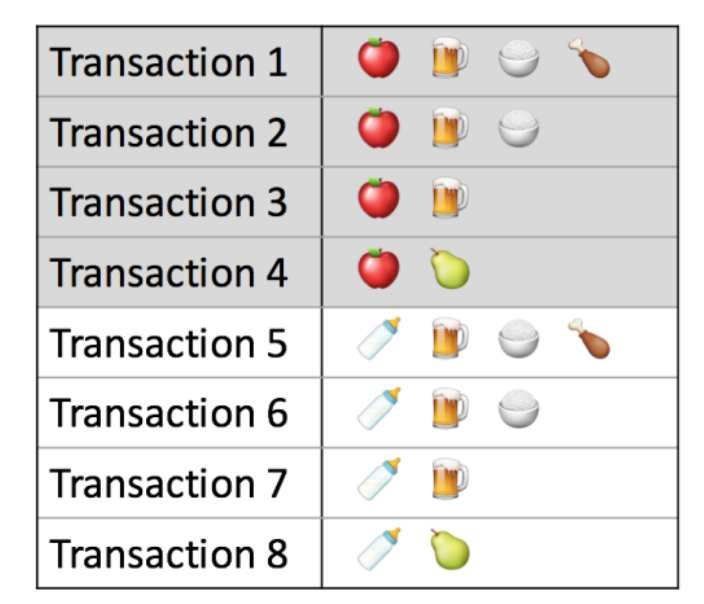 Transaction 1
Transaction 2
Transaction 3
Transaction 4
Transaction 5
Transaction 6
Transaction 7
Transaction 8